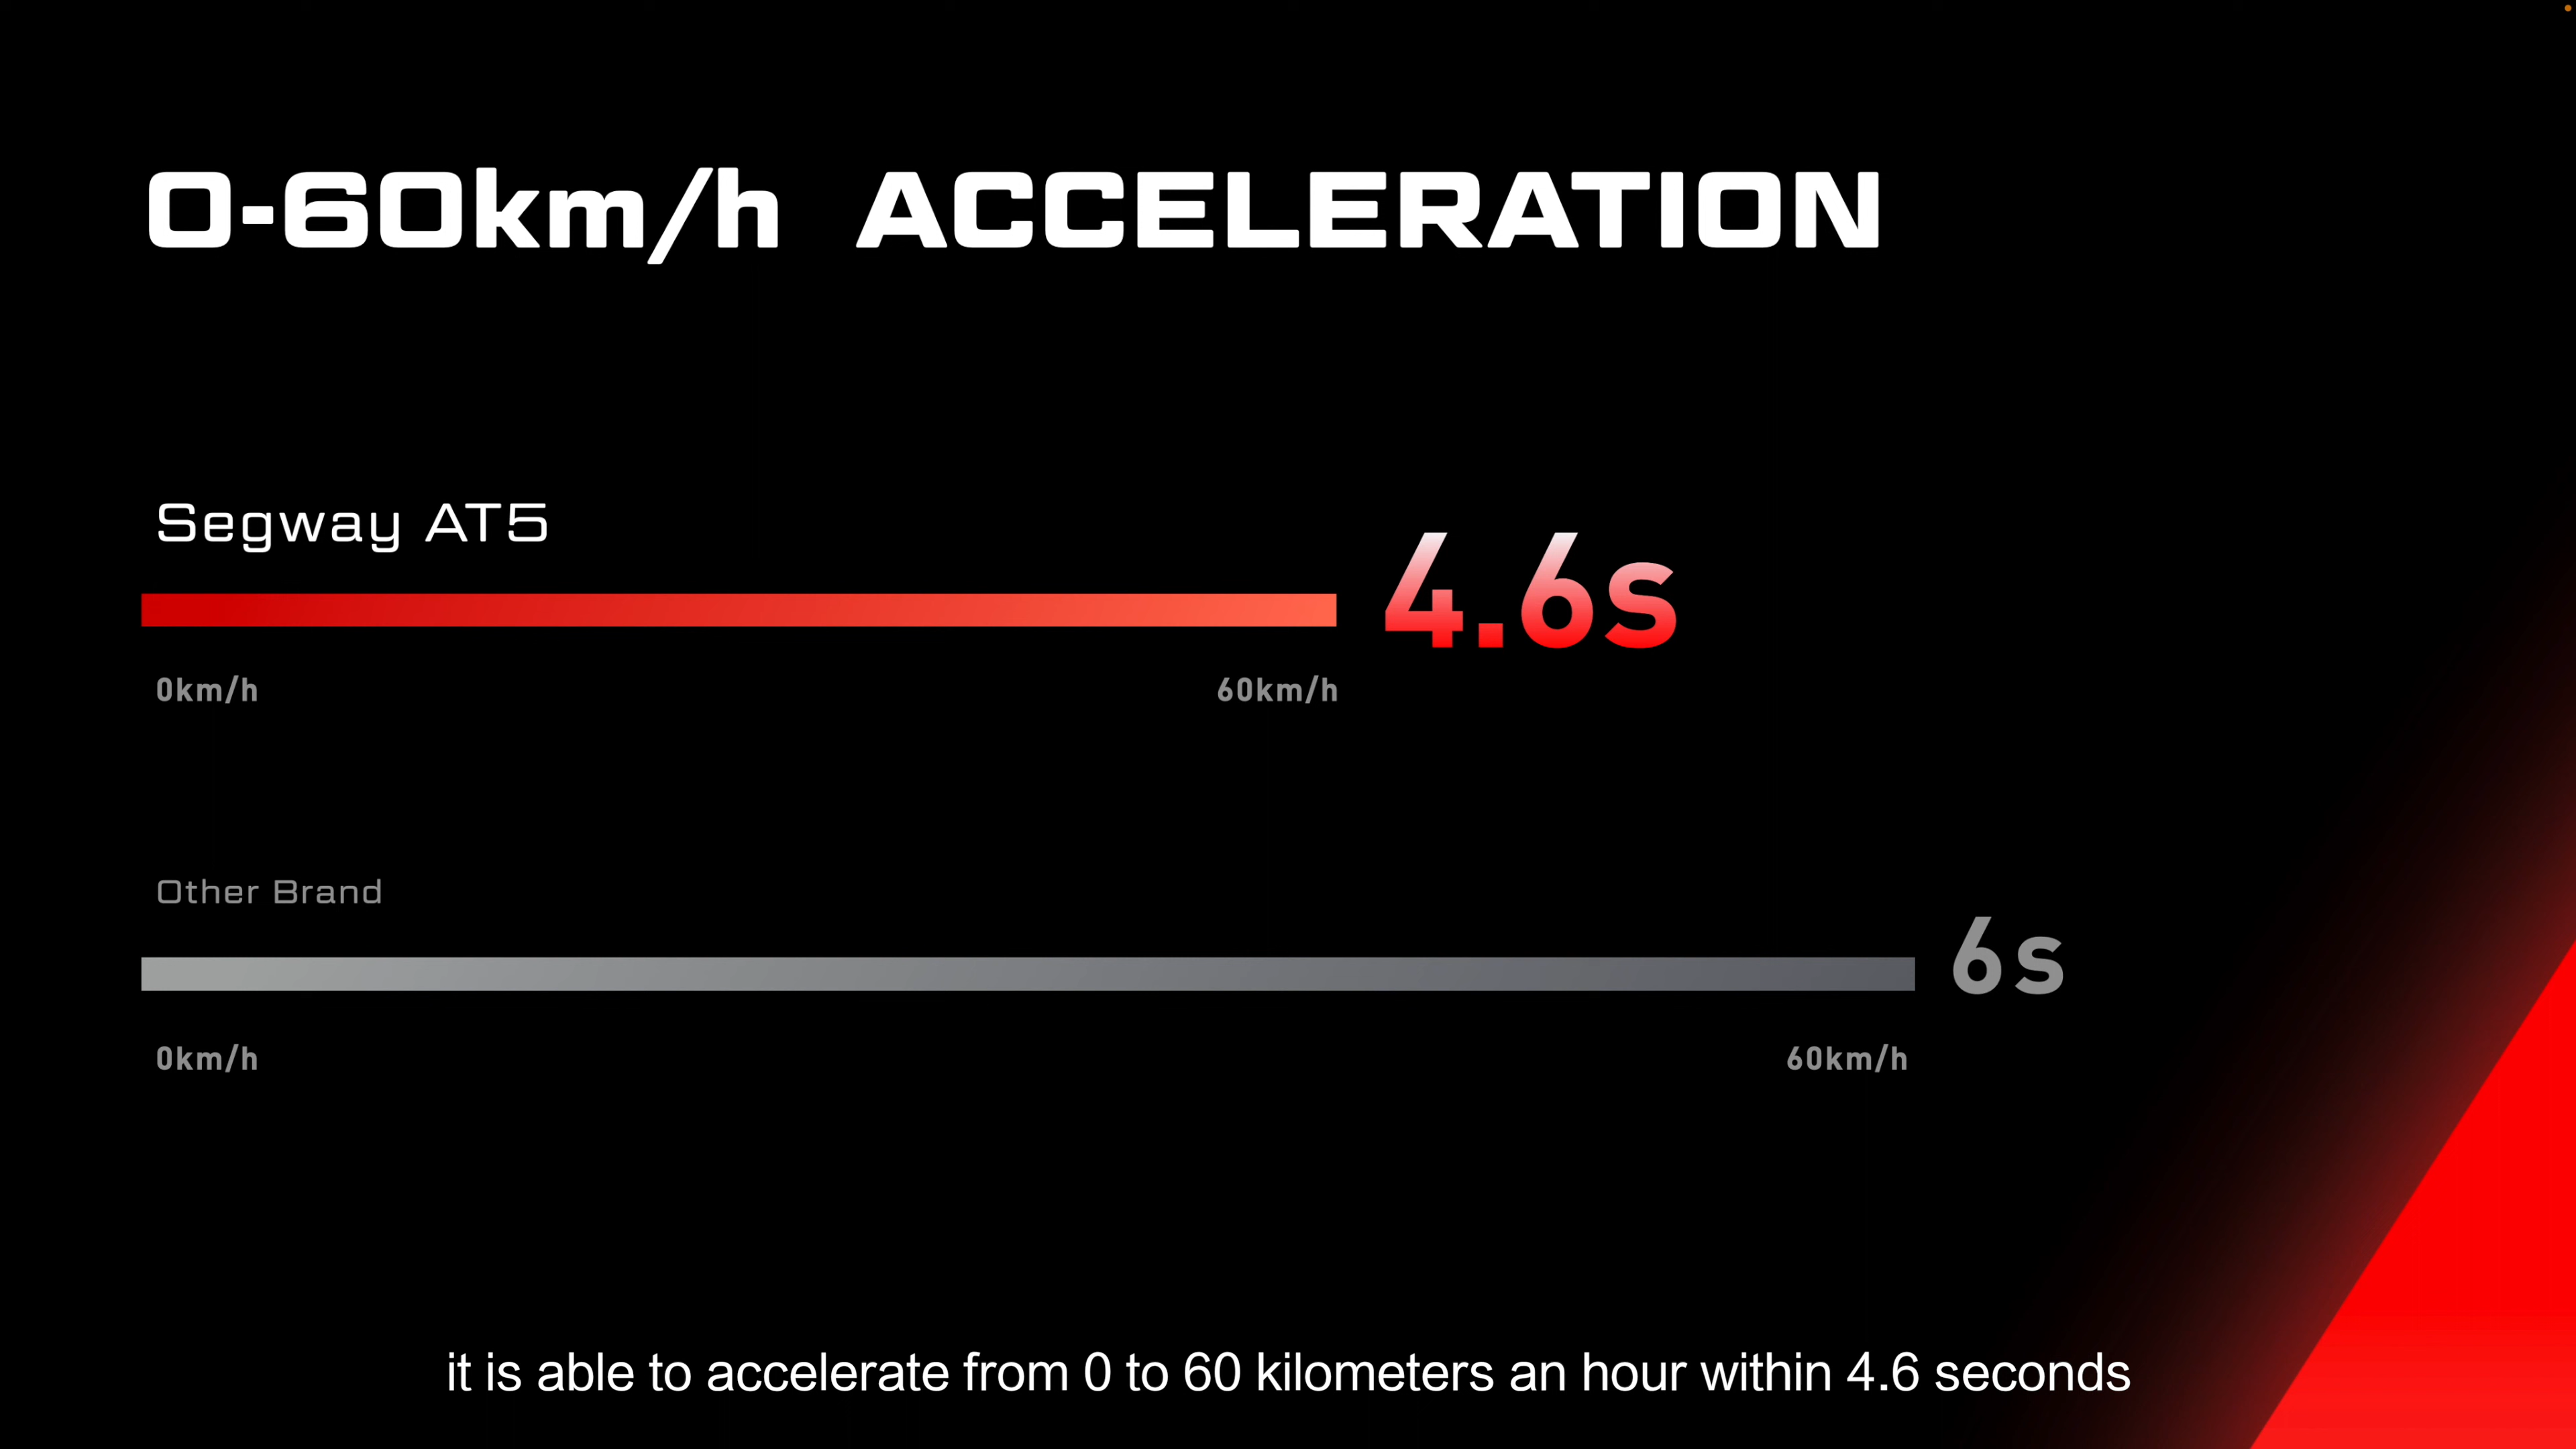 0-60km/h ACCELERATION
Segway AT5
4.6s
0km/h 60km/h
Other Brand
6s
0km/h 60km/h
it is able to accelerate from 0 to 60 kilometers an hour within 4.6 seconds